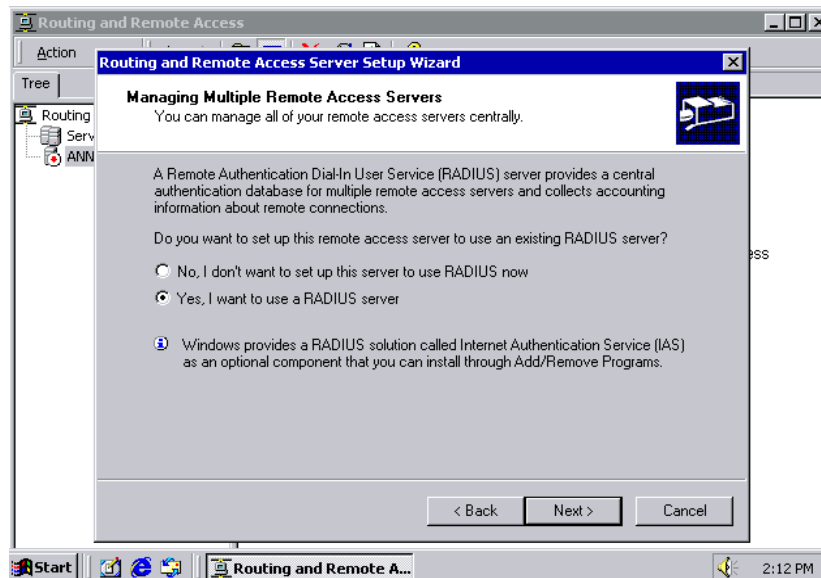 Routing and Remote Access
Action
Routing and Remote Access Server Setup Wizard
Tree
Managing Multiple Remote Access Servers
You can manage all of your remote access servers centrally.
Routing
Serv
ANN
A Remote Authentication Dial-In User Service (RADIUS) server provides a central
authentication database for multiple remote access servers and collects accounting
information about remote connections.
Do you want to set up this remote access server to use an existing RADIUS server?
ess
No, I don't want to set up this server to use RADIUS now
Yes, I want to use a RADIUS server
Windows provides a RADIUS solution called Internet Authentication Service (IAS)
as an optional component that you can install through Add/Remove Programs.
< Back
Next >
Cancel
Start
Routing and Remote A...
2:12 PM